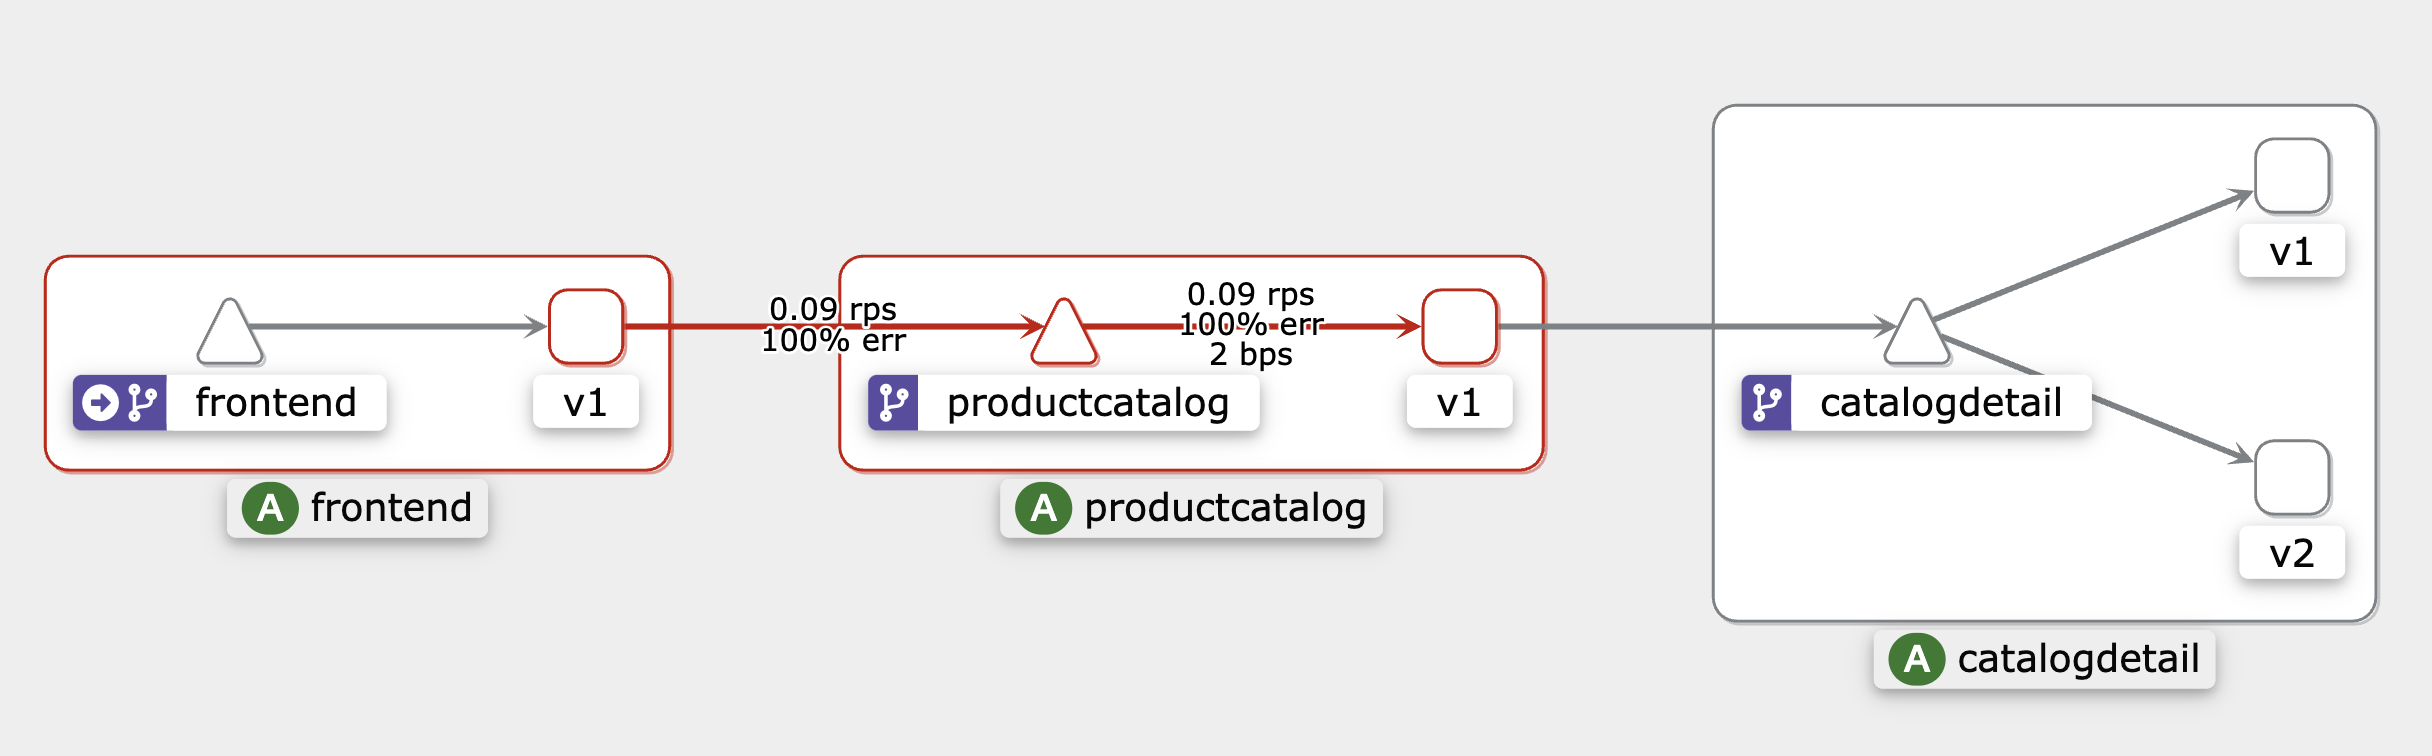 0.09 rps
100% err
0.09 rps
100% err
2 bps
frontend
v1
productcatalog
v1
catalogdetail
v1
v2
A frontend
A productcatalog
A catalogdetail